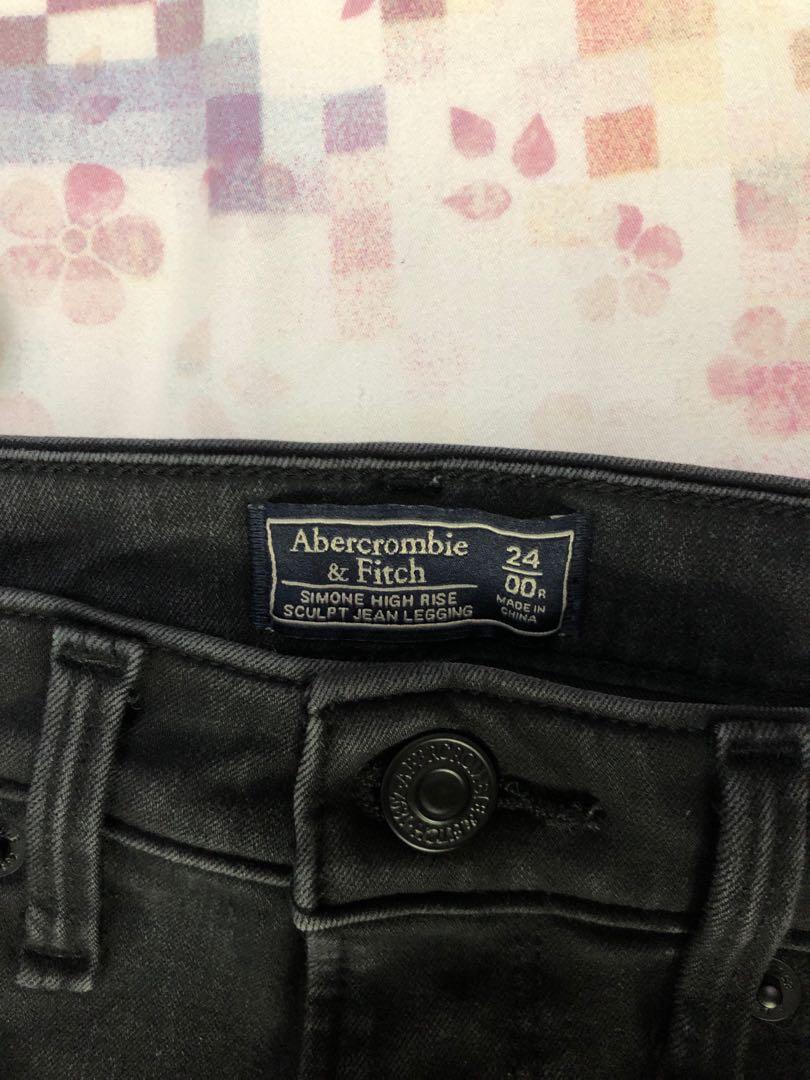 Abercrombie
& Fitch
SIMONE HIGH RISE
SCULPT JEAN LEGGING
24
00R
MADE IN
CHINA